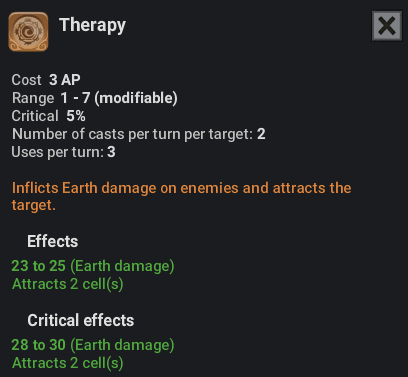 Therapy
Cost 3 AP
Range 1 - 7 (modifiable)
Critical 5%
Number of casts per turn per target: 2
Uses per turn: 3
Inflicts Earth damage on enemies and attracts the
target.
Effects
23 to 25 (Earth damage)
Attracts 2 cell(s)
Critical effects
28 to 30 (Earth damage)
Attracts 2 cell(s)